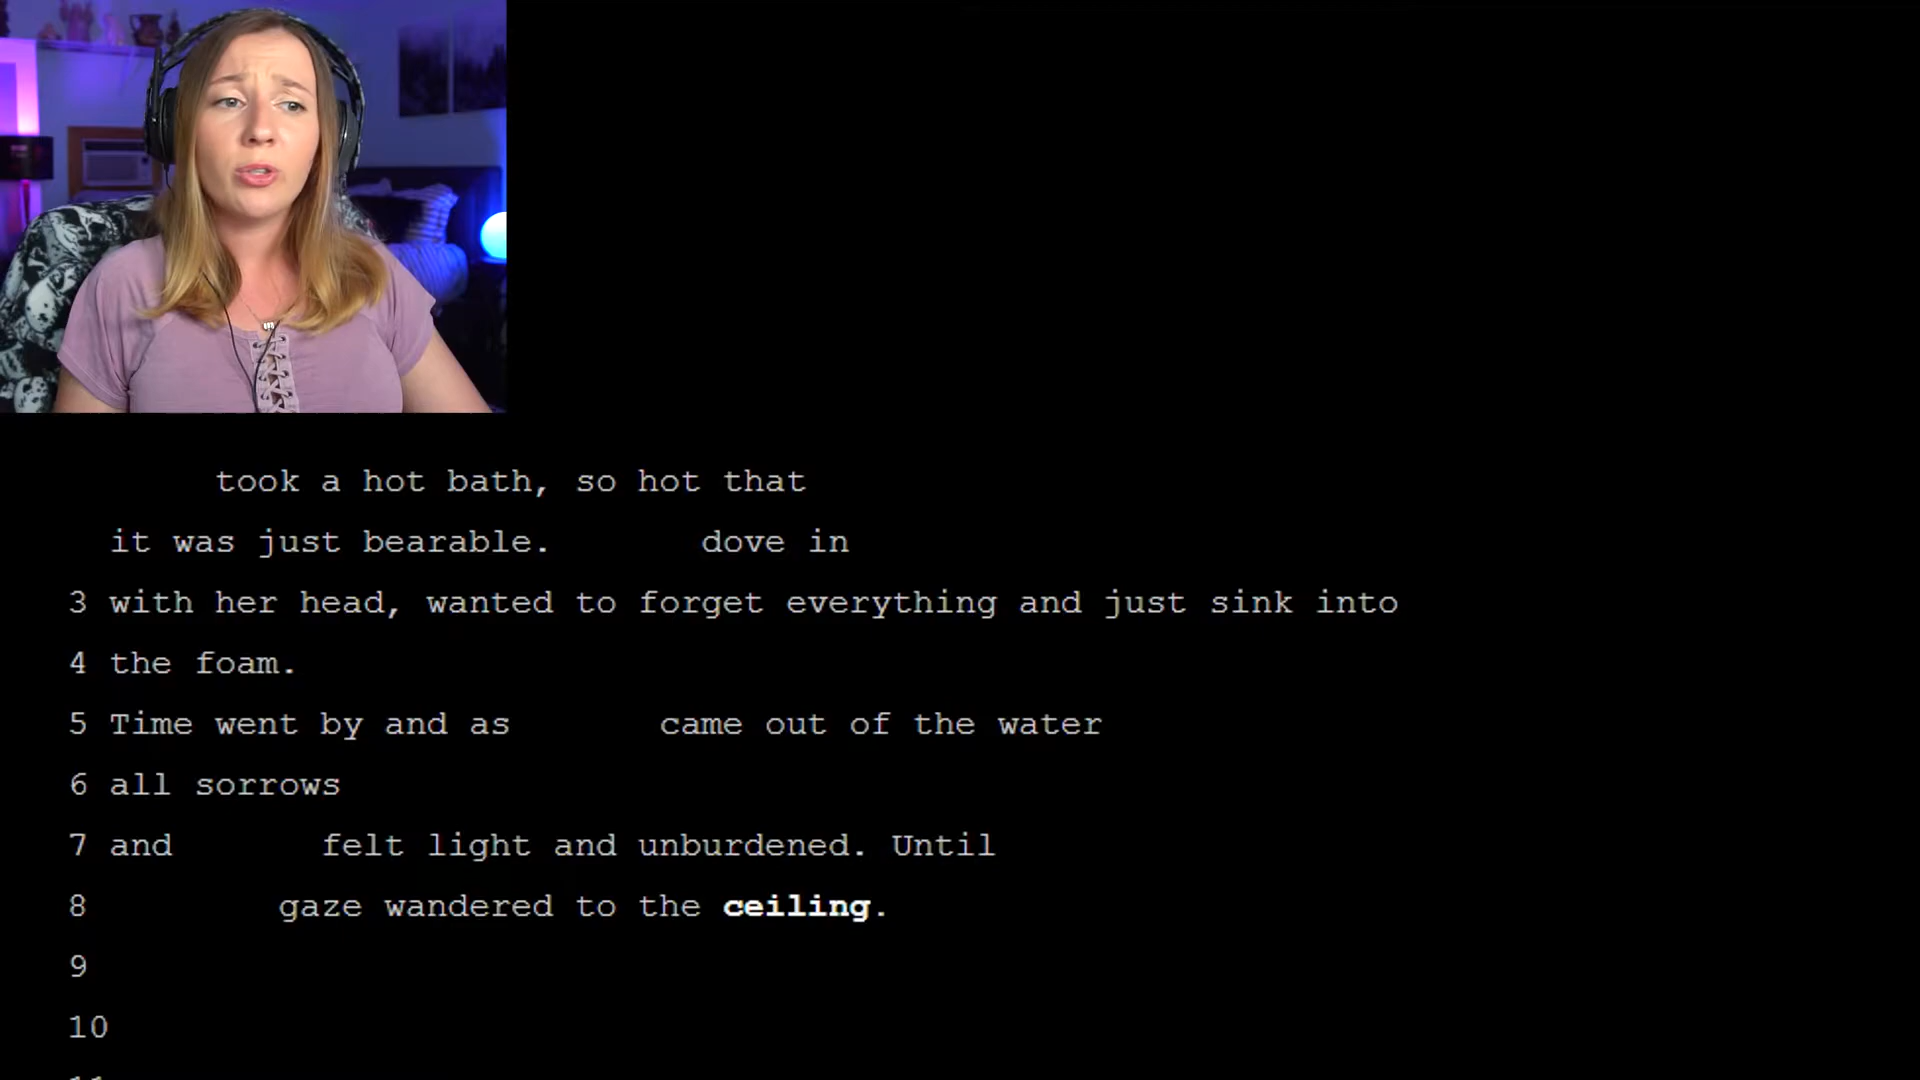 took a hot bath, so hot that
it was just bearable. dove in
3 with her head, wanted to forget everything and just sink into
4 the foam.
5 Time went by and as came out of the water
6 all sorrows
7 and felt light and unburdened. Until
8 gaze wandered to the ceiling.
9
10